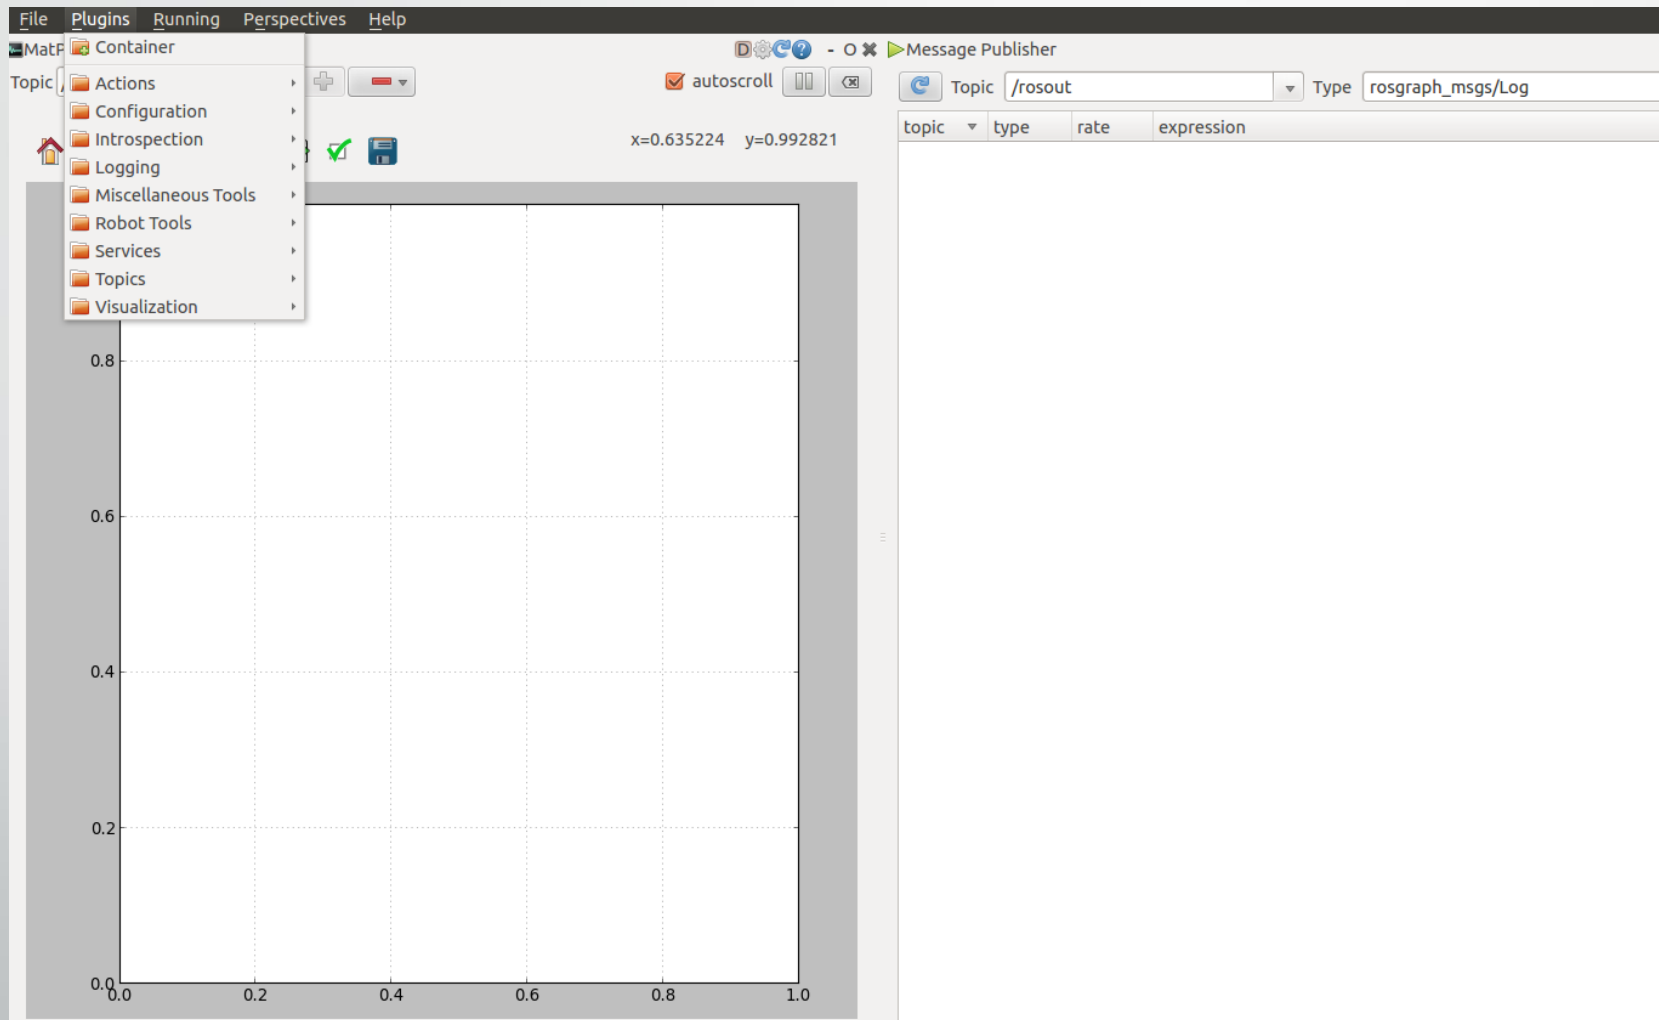 File Plugins Running Perspectives Help
Container
Actions
Configuration
Introspection
Logging
Miscellaneous Tools
Robot Tools
Services
Topics
Visualization
MatP
D - O
Topic
autoscroll
x=0.635224 y=0.992821
0.8
0.6
0.4
0.2
0.0
0.0 0.2 0.4 0.6 0.8 1.0
Message Publisher
Topic /rosout Type rosgraph_msgs/Log
topic type rate expression